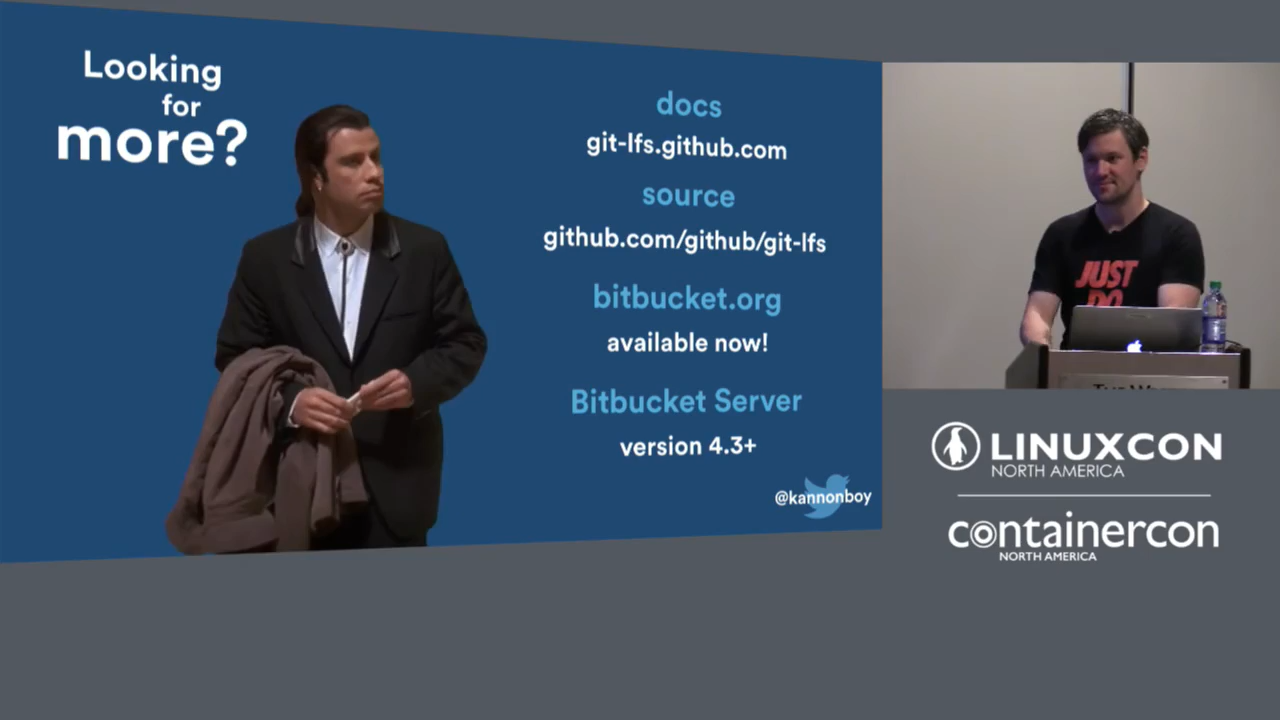 Looking
for
more?
docs
git-lfs.github.com
source
github.com/github/git-lfs
bitbucket.org
available now!
Bitbucket Server
version 4.3+
@kannonboy
JUST
DO
LINUXCON
NORTH AMERICA
containercon
NORTH AMERICA